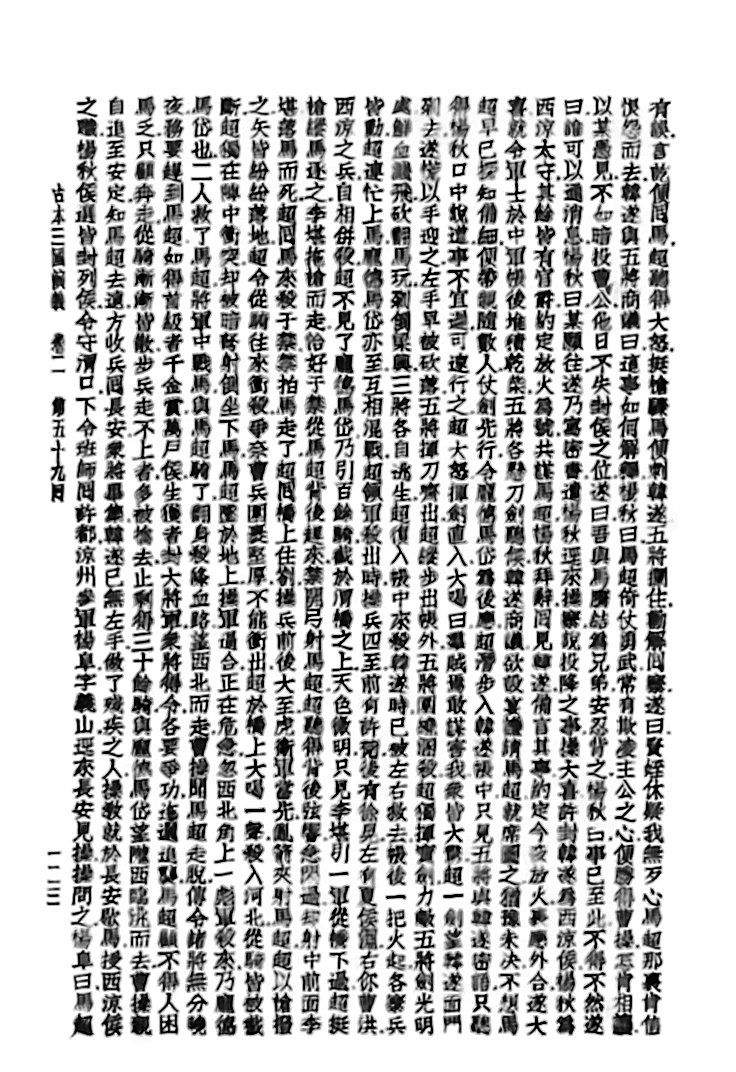 有誤言訖便回馬超聽得大怒挺槍驟馬便刺韓遂五將攔住勸解回寨遂曰賢姪休疑我無歹心馬超那裏肯信
恨怨而去韓遂與五將商議曰這事如何解釋楊秋曰馬超倚仗勇武常有欺凌主公之心便勝得曹操怎肯相讓
以某愚見不如暗投曹公他日不失封侯之位遂曰吾與馬騰結爲兄弟安忍背之楊秋曰事已至此不得不然遂
曰誰可以通消息楊秋曰某願往遂乃寫密書遣楊秋逕來操寨說投降之事操大喜許封韓遂爲西涼侯楊秋爲
西涼太守其餘皆有官爵約定放火爲號共謀馬超楊秋拜辭回見韓遂備言其事約定今夜放火裏應外合遂大
喜就令軍士於中軍帳後堆積乾柴五將各懸刀劍聽候韓遂商議欲設宴賺請馬超就席圖之猶豫未決不想馬
超早已探知備細便帶親隨數人仗劍先行令龐德馬岱爲後應超潛步入韓遂帳中只見五將與韓遂密語只聽
得楊秋口中說道事不宜遲可速行之超大怒揮劍直入大喝曰羣賊焉敢謀害我衆皆大驚超一劍望韓遂面門
剁去遂慌以手迎之左手早被砍落五將揮刀齊出超縱步出帳外五將圍繞溷殺超獨揮寶劍力敵五將劍光明
處鮮血濺飛砍翻馬玩剁倒梁興三將各自逃生超復入帳中來殺韓遂時已被左右救去帳後一把火起各寨兵
皆動超連忙上馬龐德馬岱亦至互相混戰超領軍殺出時操兵四至前有許褚後有徐晃左有夏侯淵右有曹洪
西涼之兵自相併殺超不見了龐德馬岱乃引百餘騎截於渭橋之上天色微明只見李堪引一軍從橋下過超挺
槍縱馬逐之李堪拖槍而走恰好于禁從馬超背後趕來禁開弓射馬超超聽得背後弦響急閃過却射中前面李
堪落馬而死超回馬來殺于禁禁拍馬走了超回橋上住紮操兵前後大至虎衛軍當先亂箭夾射馬超超以槍撥
之矢皆紛紛落地超令從騎往來衝殺爭奈曹兵圍裹堅厚不能衝出超於橋上大喝一聲殺入河北從騎皆被截
斷超獨在陣中衝突却被暗弩射倒坐下馬馬超墮於地上操軍逼合正在危急忽西北角上一彪軍殺來乃龐德
馬岱也二人救了馬超將軍中戰馬與馬超騎了翻身殺條血路望西北而走曹操聞馬超走脫傳令諸將無分曉
夜務要趕到馬超如得首級者千金賞萬戶侯生獲者封大將軍衆將得令各要爭功迤邐追襲馬超顧不得人困
馬乏只顧奔走從騎漸漸皆散步兵走不上者多被擒去止剩得三十餘騎與龐德馬岱望隴西臨洮而去曹操親
自追至安定知馬超去遠方收兵回長安衆將畢集韓遂已無左手做了殘疾之人操教就於長安歇馬授西涼侯
之職楊秋侯選皆封列侯令守渭口下令班師回許都涼州參軍楊阜字義山逕來長安見操操問之楊阜曰馬超
古本三國演義　卷二　第五十九回
一一三